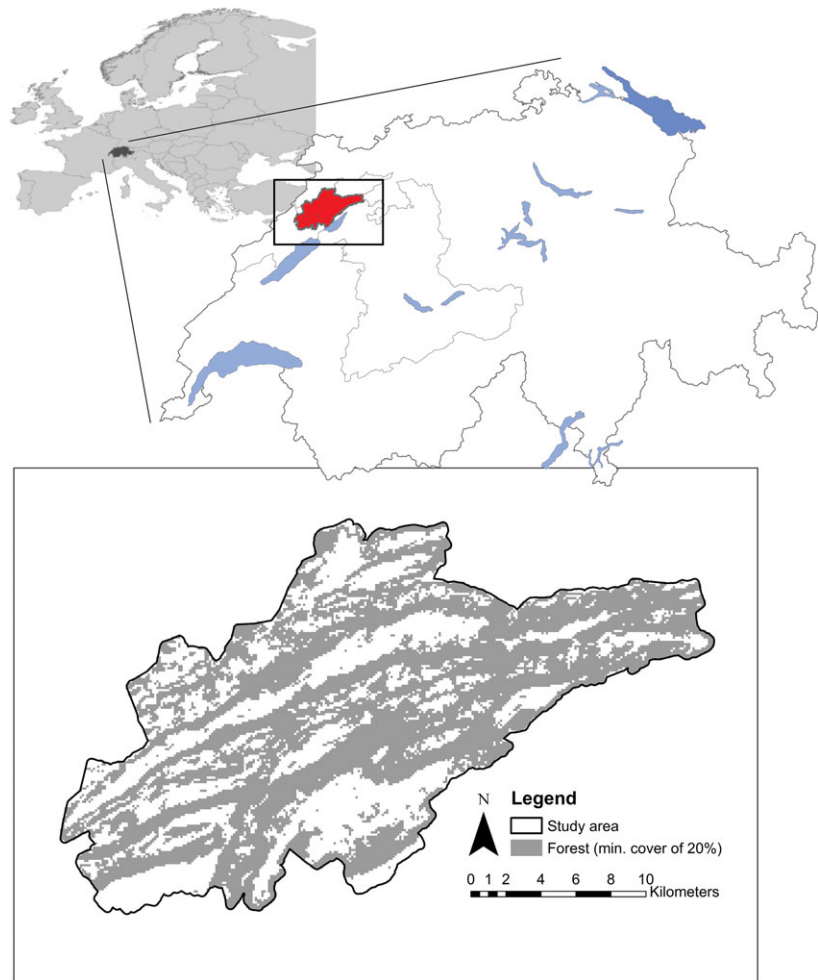 N
Legend
Study area
Forest (min. cover of 20%)
0 1 2 4 6 8 10
Kilometers